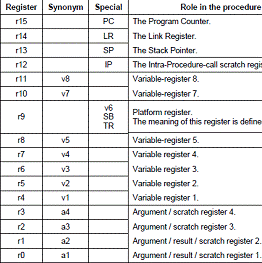 Register Synonym Special Role in the procedure
r15 PC The Program Counter.
r14 LR The Link Register.
r13 SP The Stack Pointer.
r12 IP The Intra-Procedure-call scratch
r11 v8 Variable-register 8.
r10 v7 Variable-register 7.
r9 v6 Platform register.
SB The meaning of this register is
TR
r8 v5 Variable-register 5.
r7 v4 Variable register 4.
r6 v3 Variable register 3.
r5 v2 Variable register 2.
r4 v1 Variable register 1.
r3 a4 Argument / scratch register 4.
r2 a3 Argument / scratch register 3.
r1 a2 Argument / result / scratch register 2.
r0 a1 Argument / result / scratch register 1.